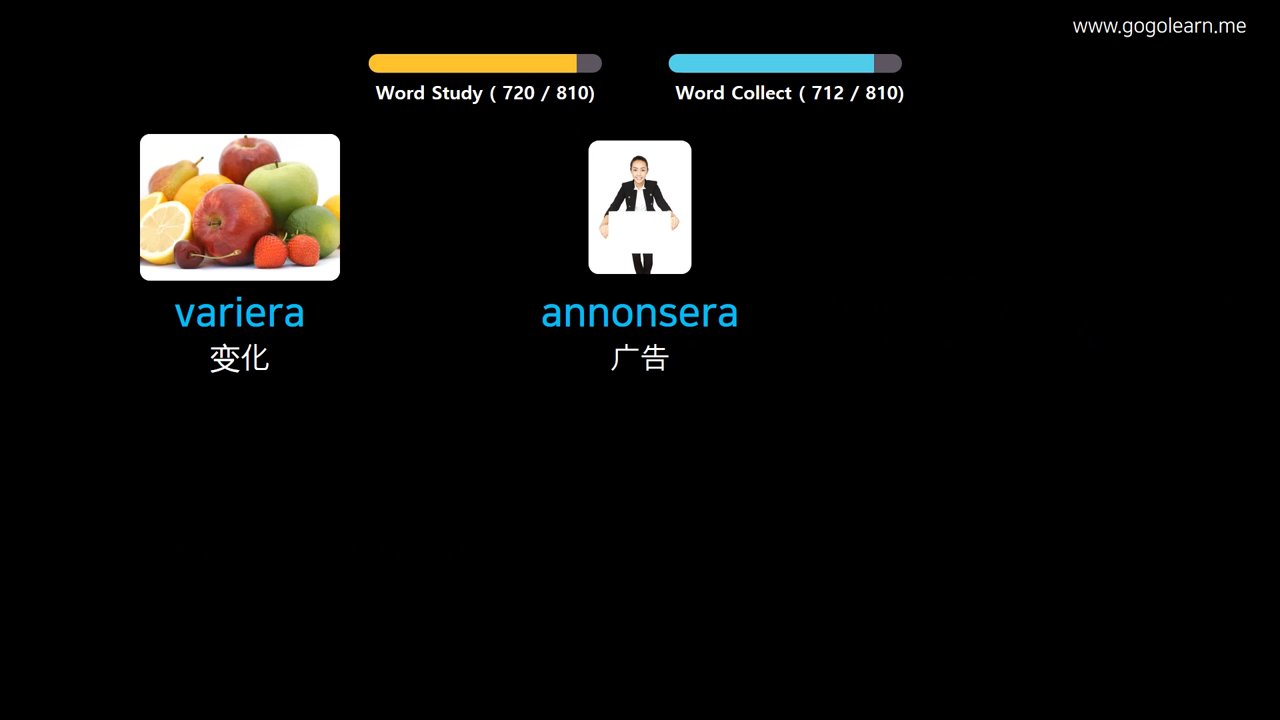 www.gogolearn.me
Word Study ( 720 / 810)
Word Collect ( 712 / 810)
variera
变化
annonsera
广告